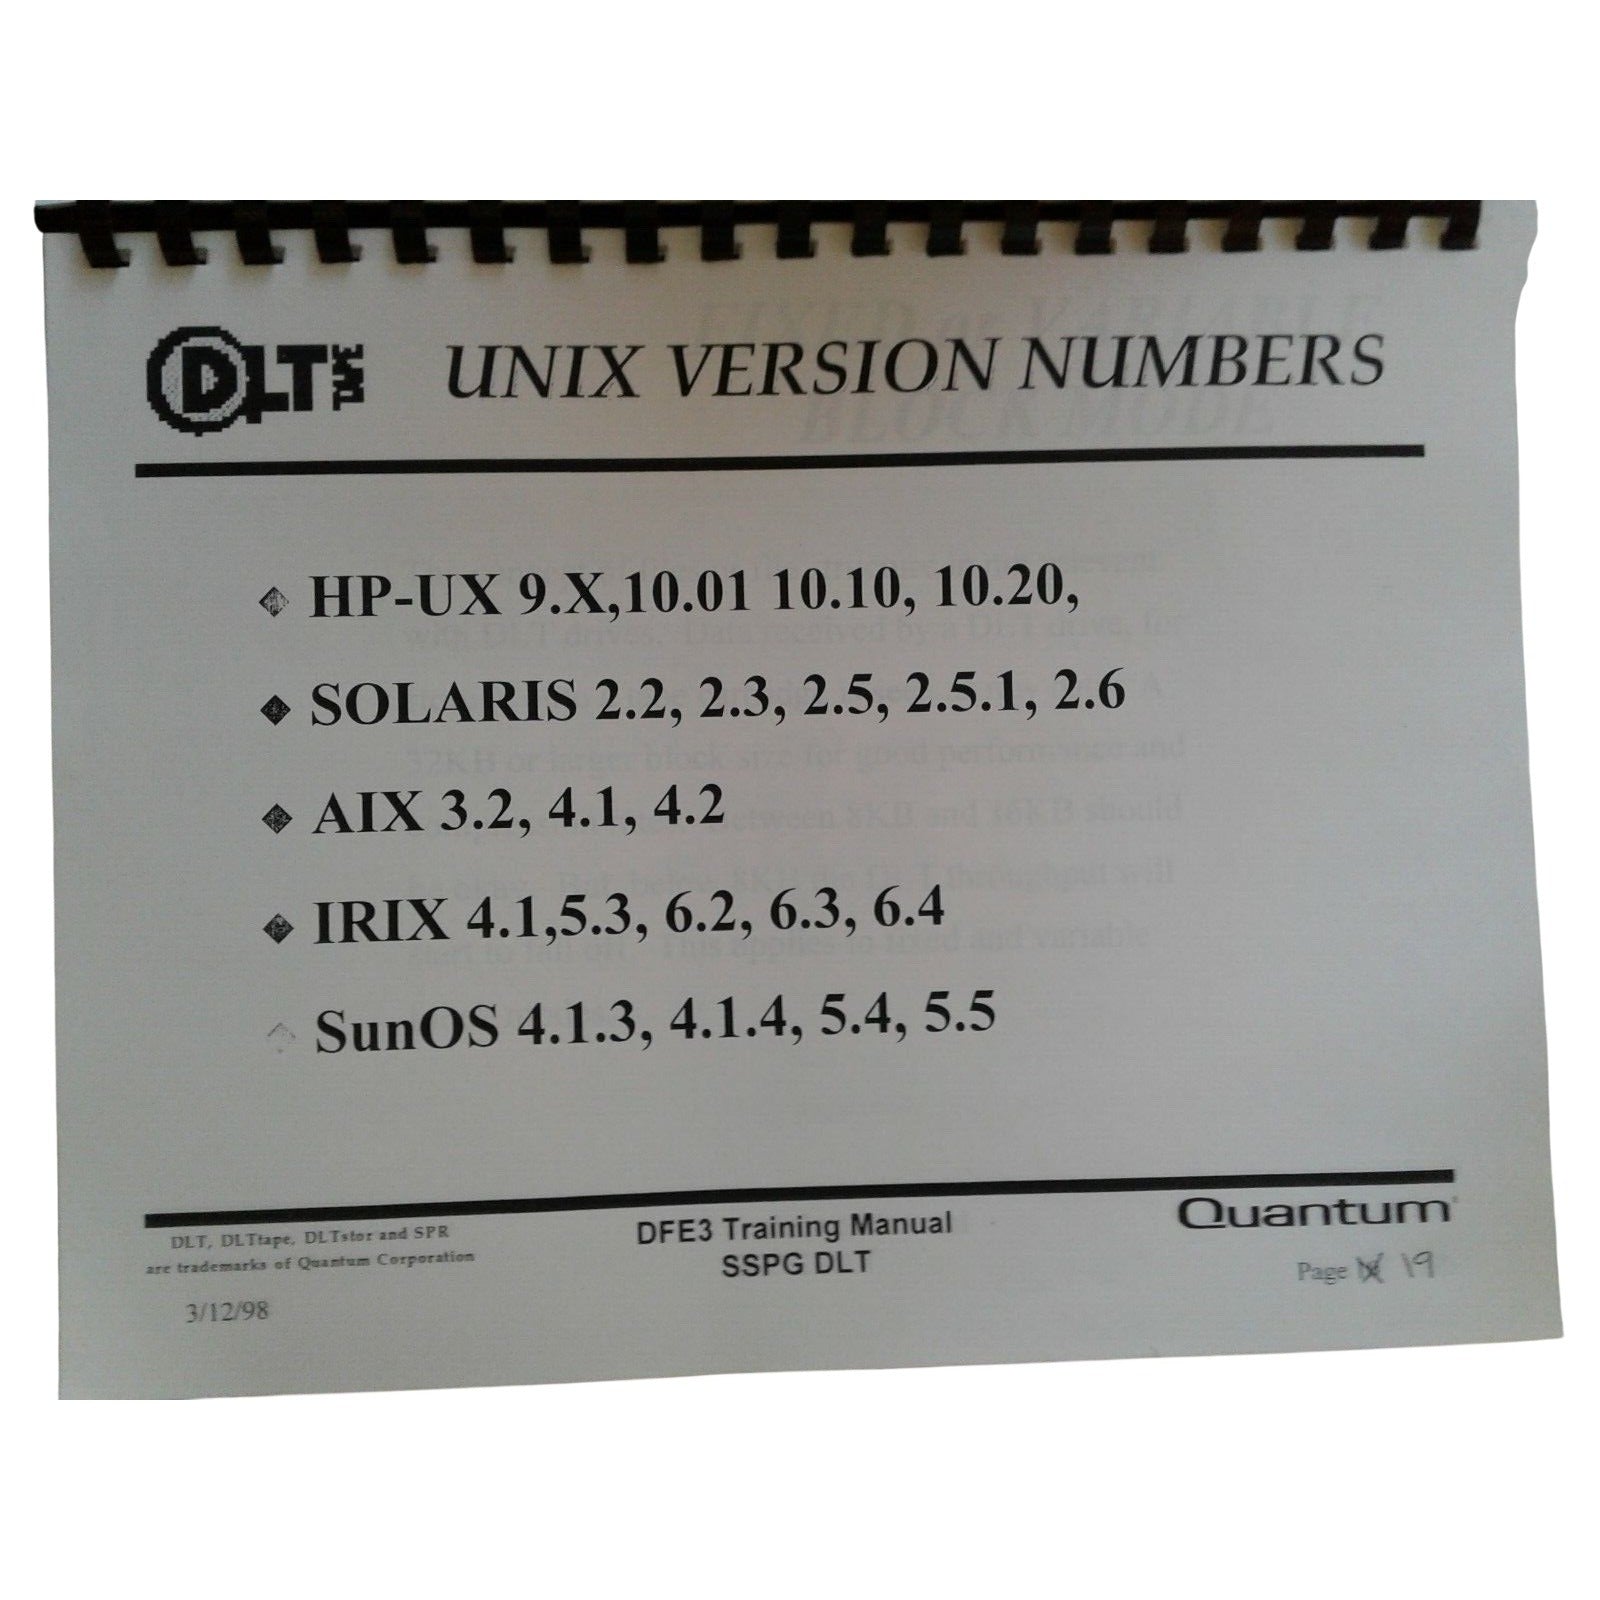 DLT TAPE
UNIX VERSION NUMBERS
HP-UX 9.X,10.01 10.10, 10.20,
SOLARIS 2.2, 2.3, 2.5, 2.5.1, 2.6
AIX 3.2, 4.1, 4.2
IRIX 4.1,5.3, 6.2, 6.3, 6.4
SunOS 4.1.3, 4.1.4, 5.4, 5.5
DLT, DLTtape, DLTstor and SPR
are trademarks of Quantum Corporation
3/12/98
DFE3 Training Manual
SSPG DLT
Quantum
Page 19